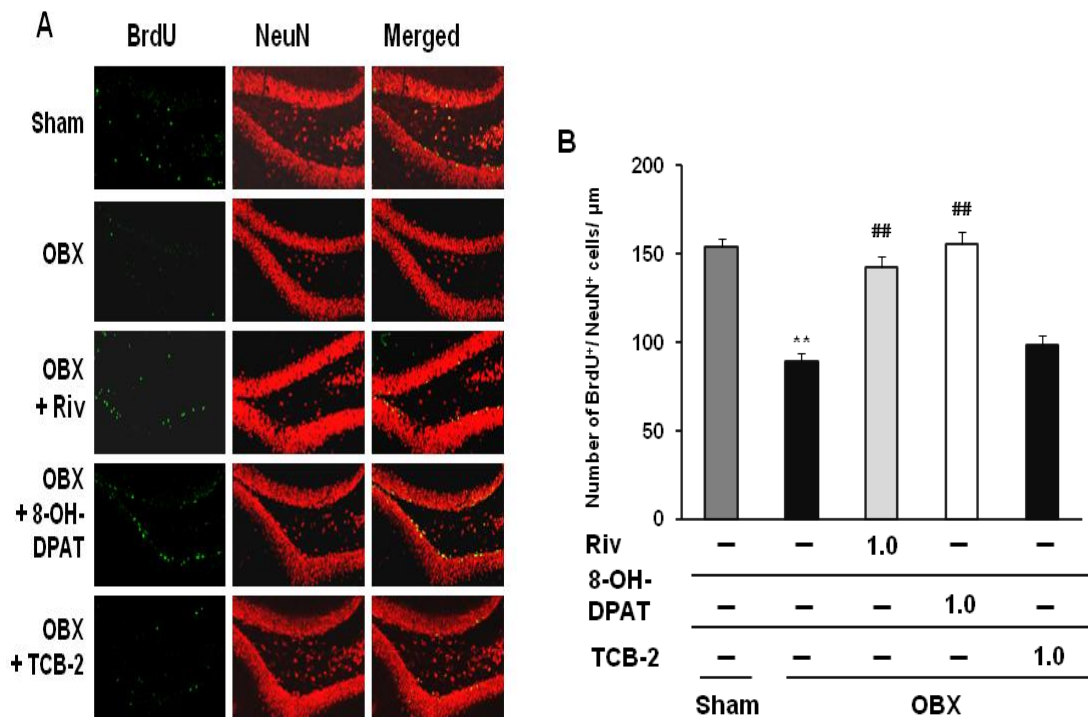 A
BrdU NeuN Merged
Sham
OBX
OBX
+ Riv
OBX
+ 8-OH-
DPAT
OBX
+ TCB-2
B
Number of BrdU⁺/ NeuN⁺ cells/ µm
200
150
100
50
0
**
##
##
Riv – – 1.0 – –
8-OH-
DPAT – – – 1.0 –
TCB-2 – – – – 1.0
Sham OBX